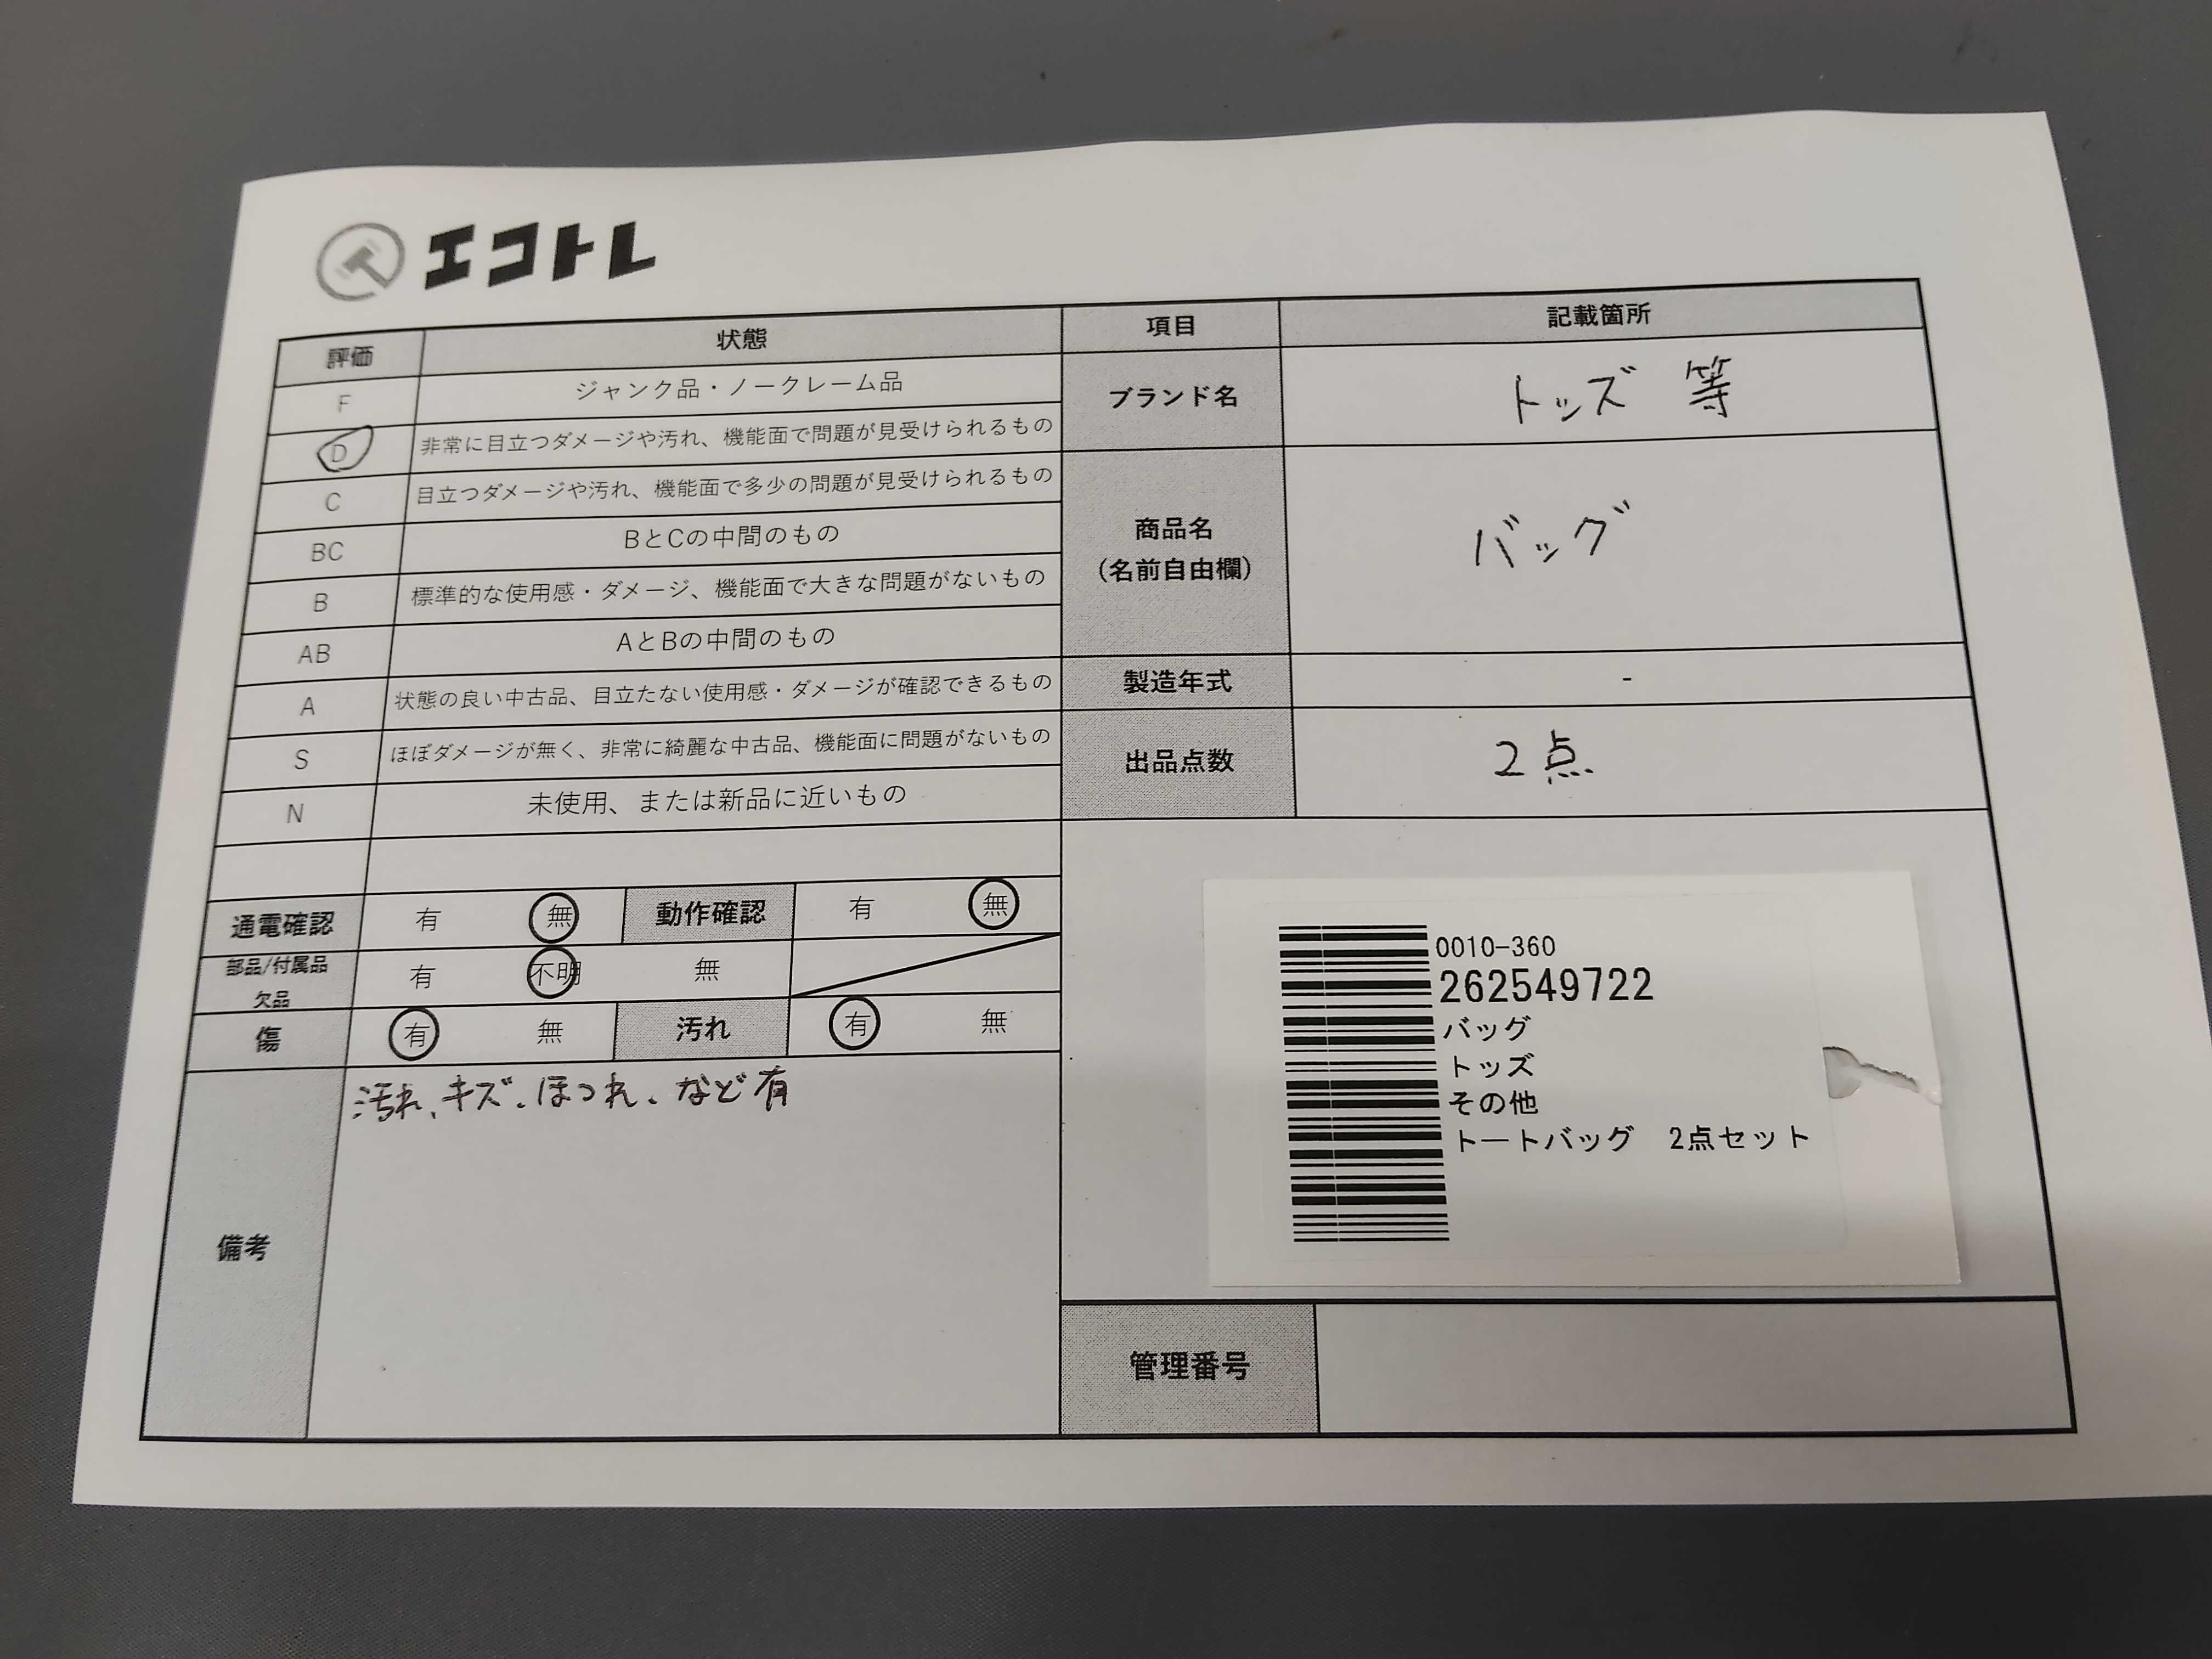 エコトレ
評価 状態
F ジャンク品・ノークレーム品
D 非常に目立つダメージや汚れ、機能面で問題が見受けられるもの
C 目立つダメージや汚れ、機能面で多少の問題が見受けられるもの
BC BとCの中間のもの
B 標準的な使用感・ダメージ、機能面で大きな問題がないもの
AB AとBの中間のもの
A 状態の良い中古品、目立たない使用感・ダメージが確認できるもの
S ほぼダメージが無く、非常に綺麗な中古品、機能面に問題がないもの
N 未使用、または新品に近いもの
通電確認 有 無 動作確認 有 無
部品/付属品
欠品 有 不明 無
傷 有 無 汚れ 有 無
備考 汚れ、キズ、ほつれ、など有
項目 記載箇所
ブランド名 トッズ 等
商品名
(名前自由欄) バッグ
製造年式 -
出品点数 2点
0010-360
262549722
バッグ
トッズ
その他
トートバッグ 2点セット
管理番号